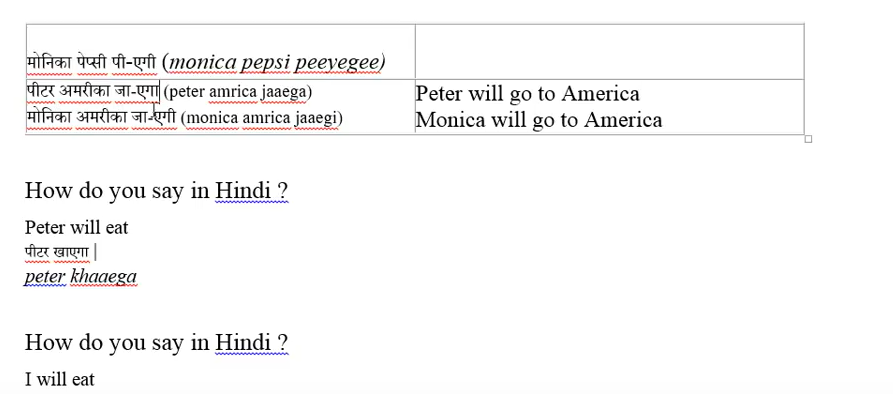 मोनिका पेप्सी पी-एगी (monica pepsi peeyegee)
पीटर अमरीका जा-एगा (peter amrica jaaega)
Peter will go to America
मोनिका अमरीका जा-एगी (monica amrica jaaegi)
Monica will go to America
How do you say in Hindi ?
Peter will eat
पीटर खाएगा |
peter khaaega
How do you say in Hindi ?
I will eat